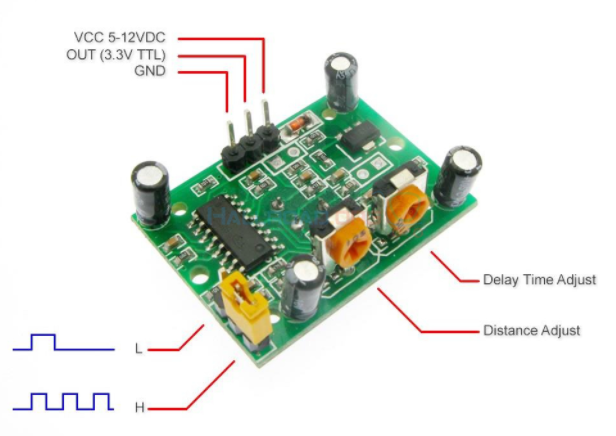 VCC 5-12VDC
OUT (3.3V TTL)
GND
Delay Time Adjust
Distance Adjust
L
H